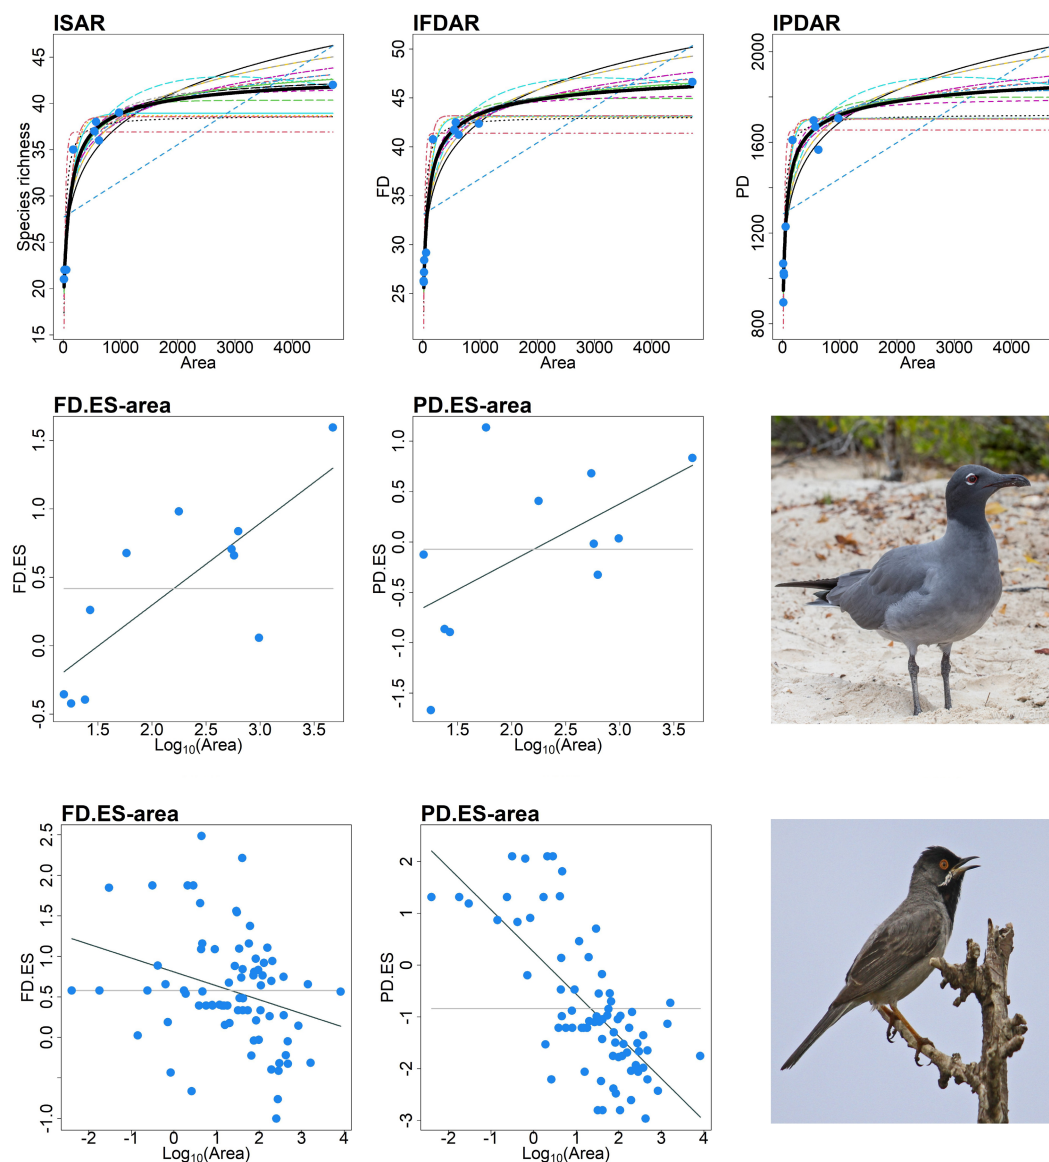 ISAR
IFDAR
IPDAR
Species richness
15 20 25 30 35 40 45
0 1000 2000 3000 4000
Area
FD
25 30 35 40 45 50
0 1000 2000 3000 4000
Area
PD
800 1200 1600 2000
0 1000 2000 3000 4000
Area
FD.ES-area
PD.ES-area
FD.ES
-0.5 0.0 0.5 1.0 1.5
1.5 2.0 2.5 3.0 3.5
Log10(Area)
PD.ES
-1.5 -1.0 -0.5 0.0 0.5 1.0
1.5 2.0 2.5 3.0 3.5
Log10(Area)
FD.ES-area
PD.ES-area
FD.ES
-1.0 0.0 0.5 1.0 1.5 2.0 2.5
-2 -1 0 1 2 3 4
Log10(Area)
PD.ES
-3 -2 -1 0 1 2
-2 -1 0 1 2 3 4
Log10(Area)